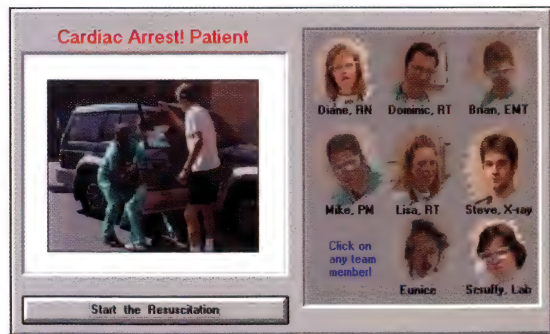 Cardiac Arrest! Patient
Diane, RN
Dominic, RT
Brian, EMT
Mike, PM
Lisa, RT
Steve, X-ray
Click on
any team
member!
Eunice
Scruffy, Lab
Start the Resuscitation